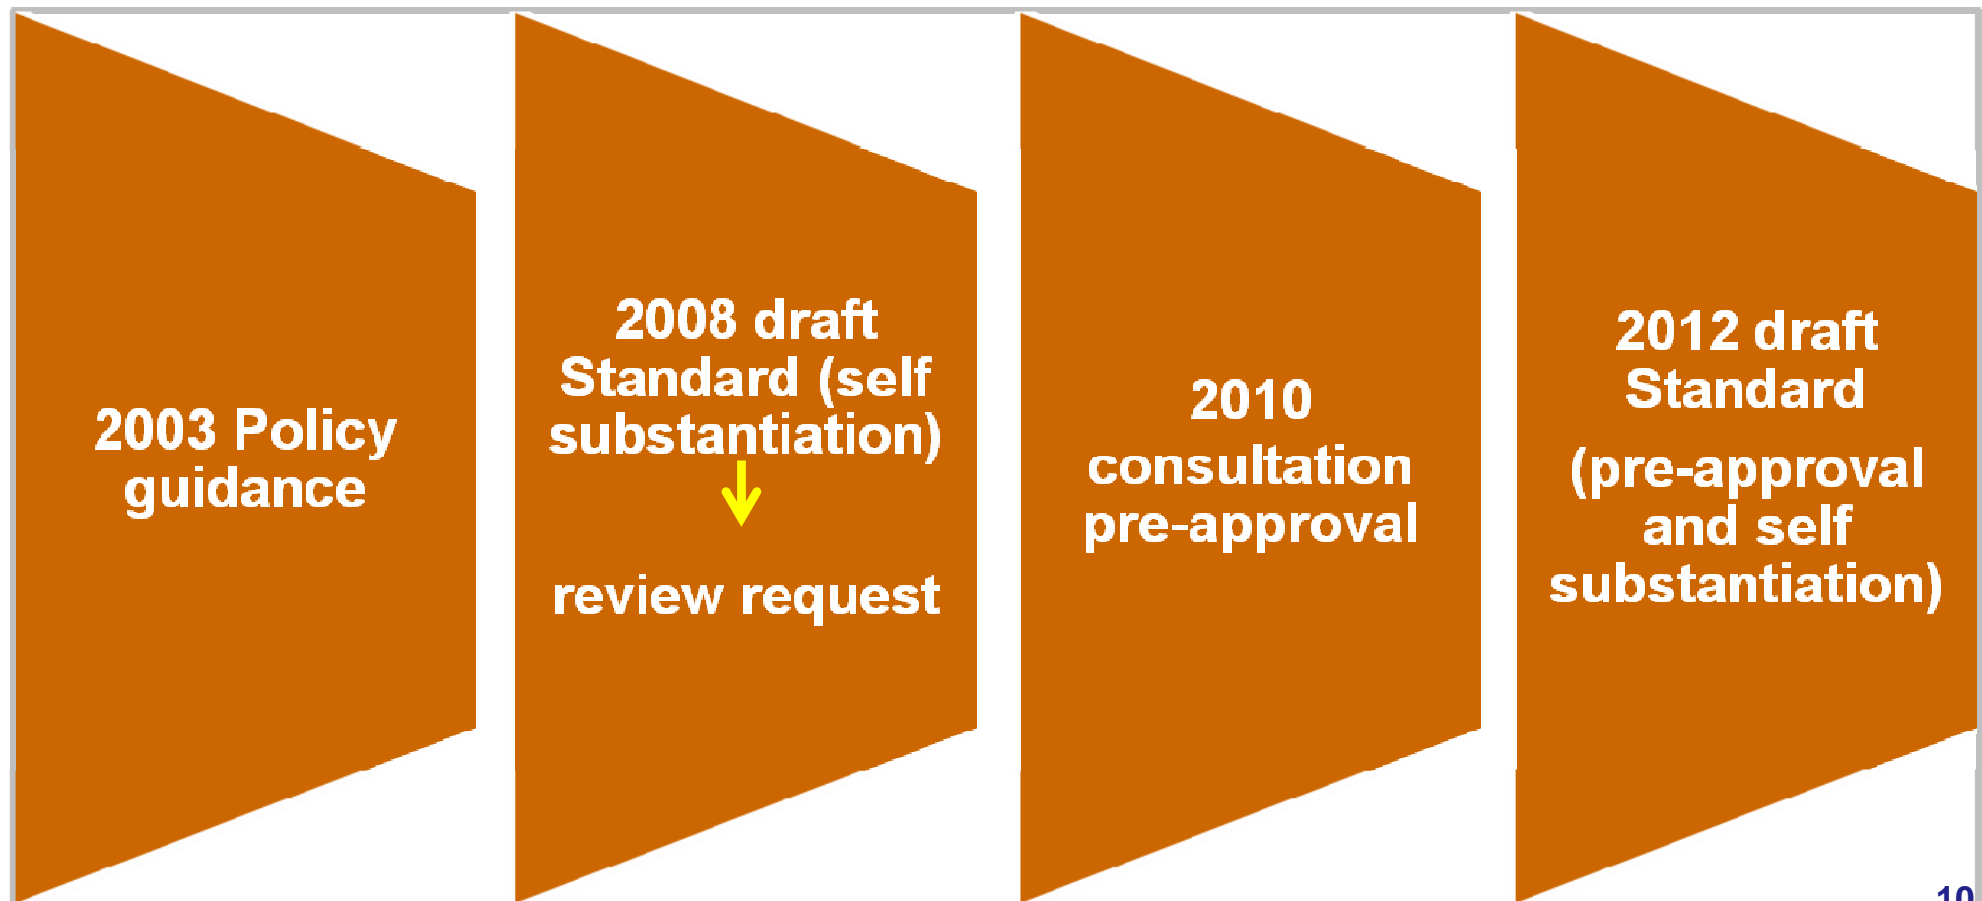 2003 Policy
guidance
2008 draft
Standard (self
substantiation)
review request
2010
consultation
pre-approval
2012 draft
Standard
(pre-approval
and self
substantiation)
10